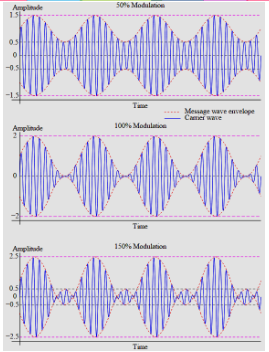 50% Modulation
Amplitude
1.5
0.5
0
−0.5
−1.5
Time
Message wave envelope
Carrier wave
100% Modulation
Amplitude
2
0
−2
Time
150% Modulation
Amplitude
2.5
0.5
0
−0.5
−2.5
Time